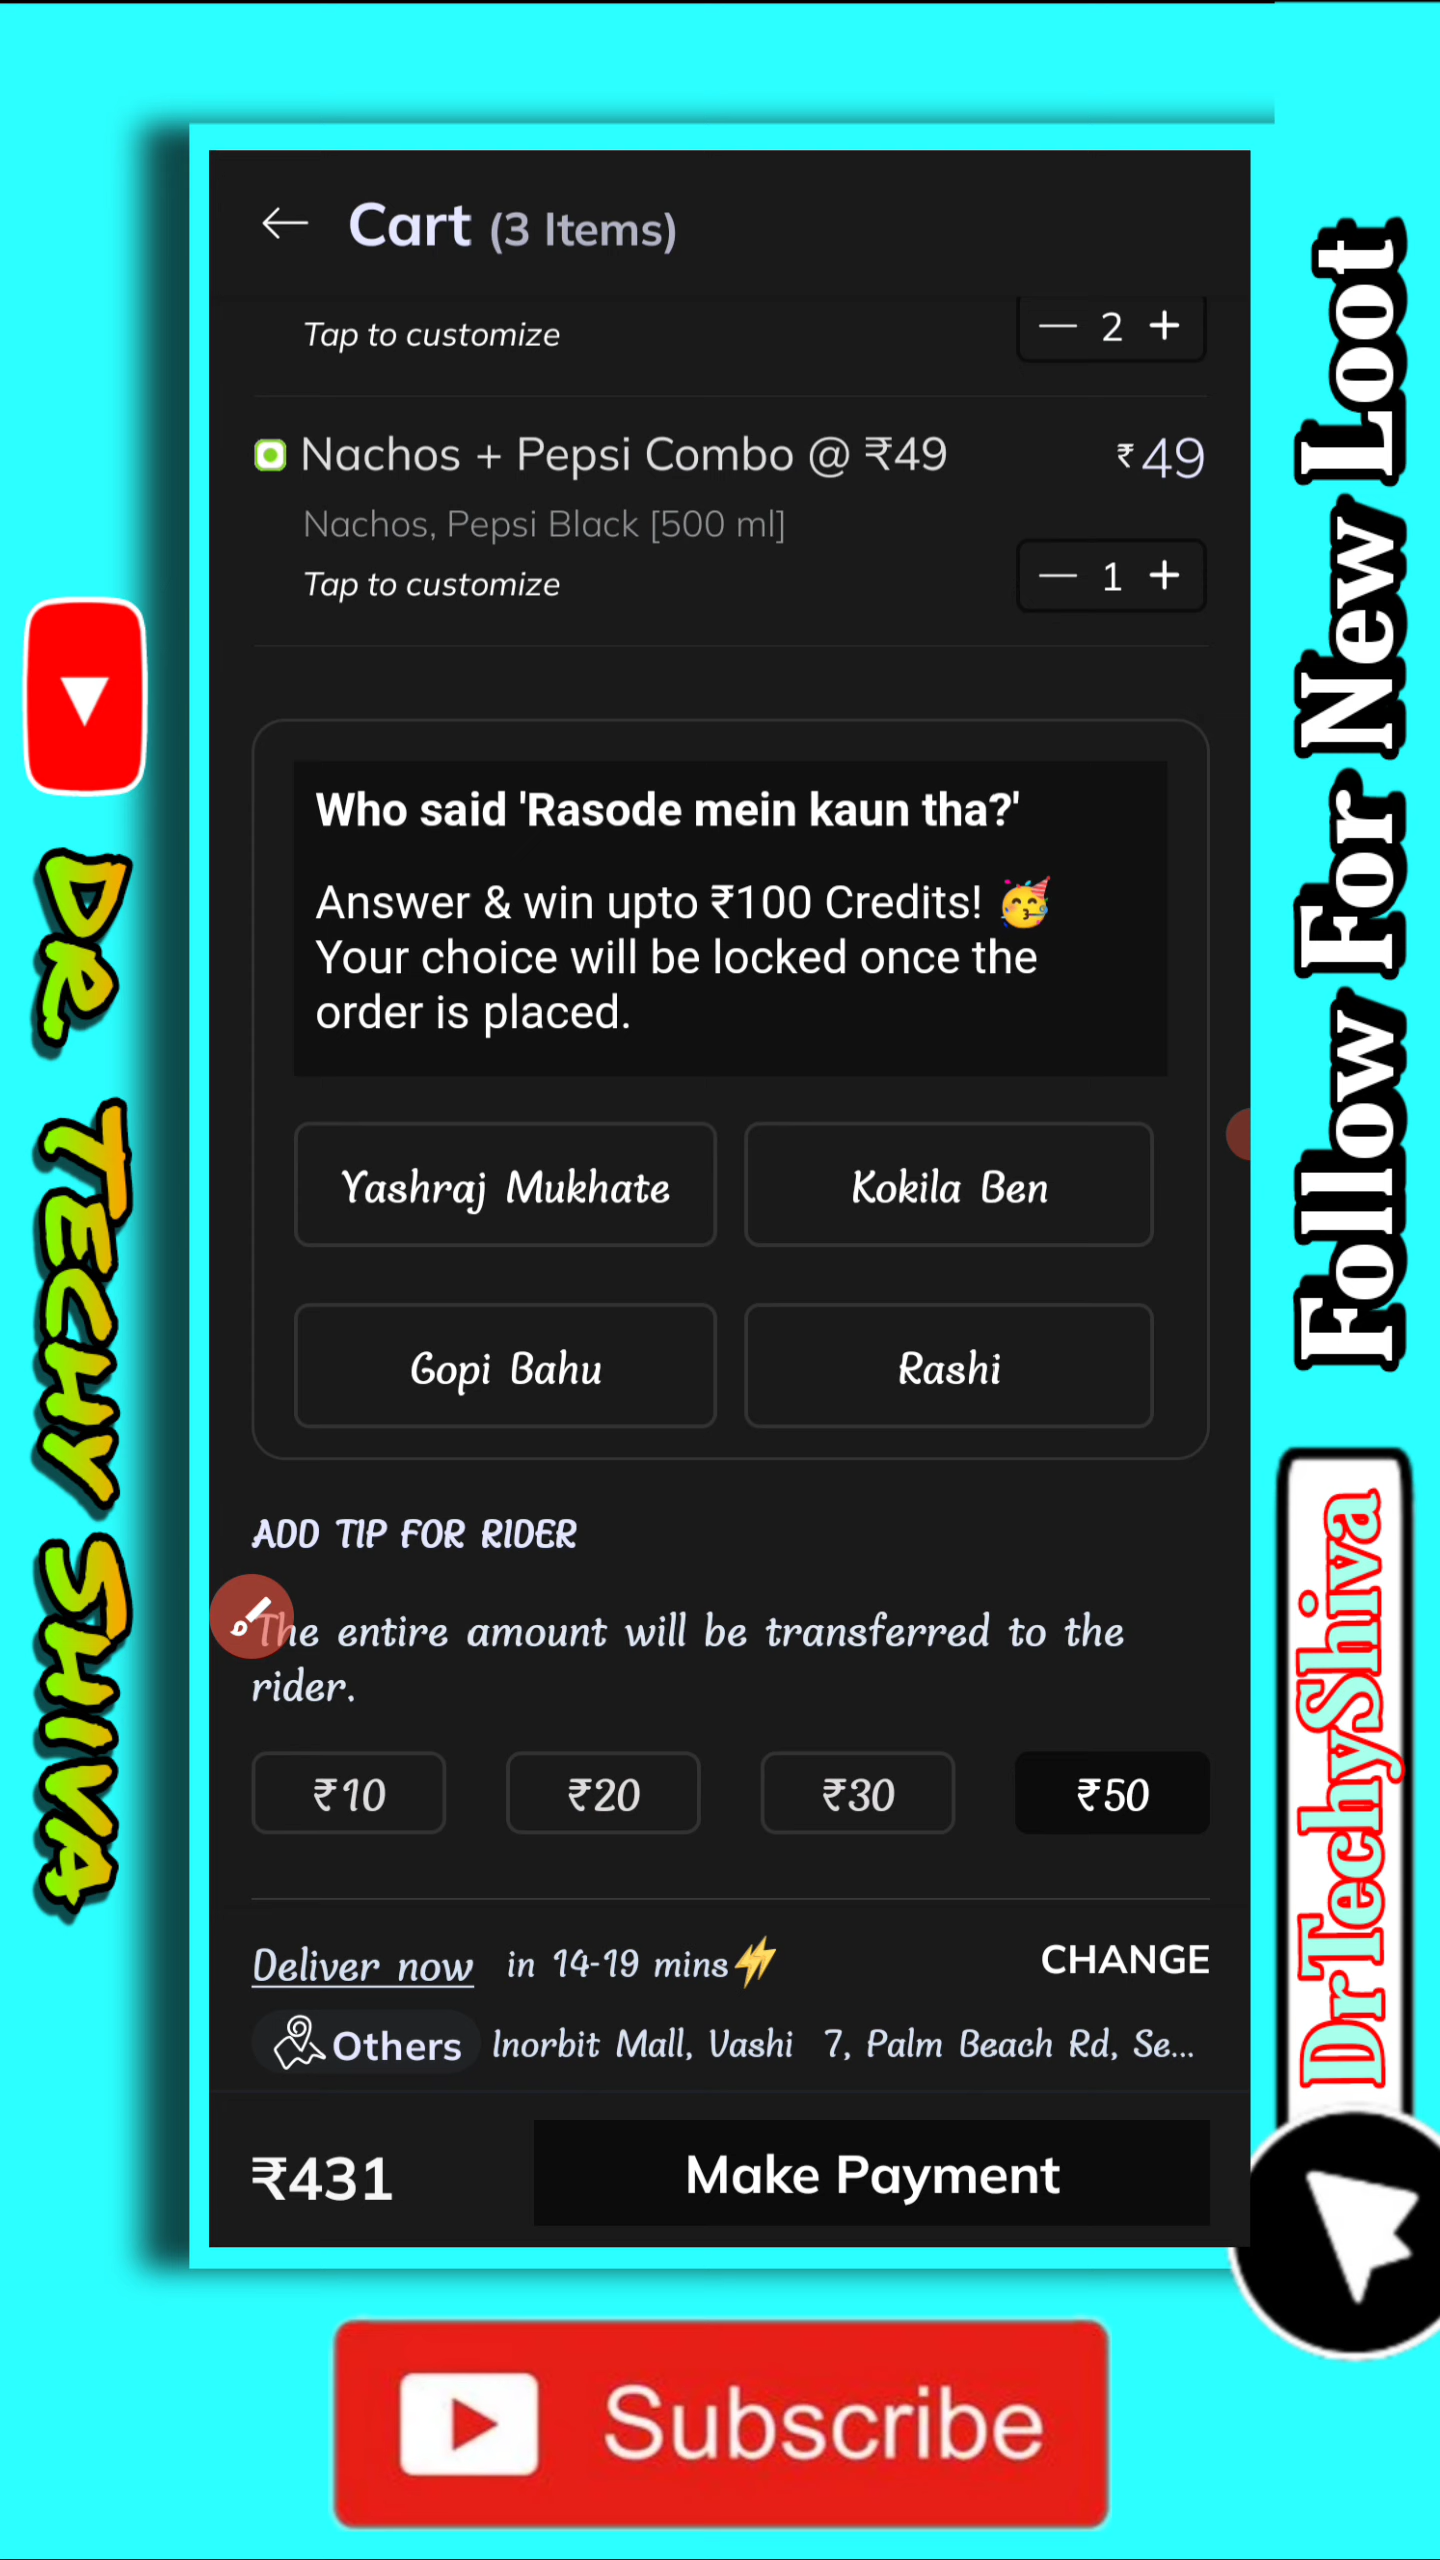 Cart (3 Items)
Tap to customize
— 2 +
Nachos + Pepsi Combo @ ₹49
₹49
Nachos, Pepsi Black [500 ml]
Tap to customize
— 1 +
Who said 'Rasode mein kaun tha?'
Answer & win upto ₹100 Credits! 🥳
Your choice will be locked once the
order is placed.
Yashraj Mukhate
Kokila Ben
Gopi Bahu
Rashi
ADD TIP FOR RIDER
The entire amount will be transferred to the
rider.
₹10
₹20
₹30
₹50
Deliver now in 14-19 mins⚡
CHANGE
Others Inorbit Mall, Vashi 7, Palm Beach Rd, Se...
₹431
Make Payment
Subscribe
DR. TECHY SHIVA
Follow For New Loot
DrTechyShiva